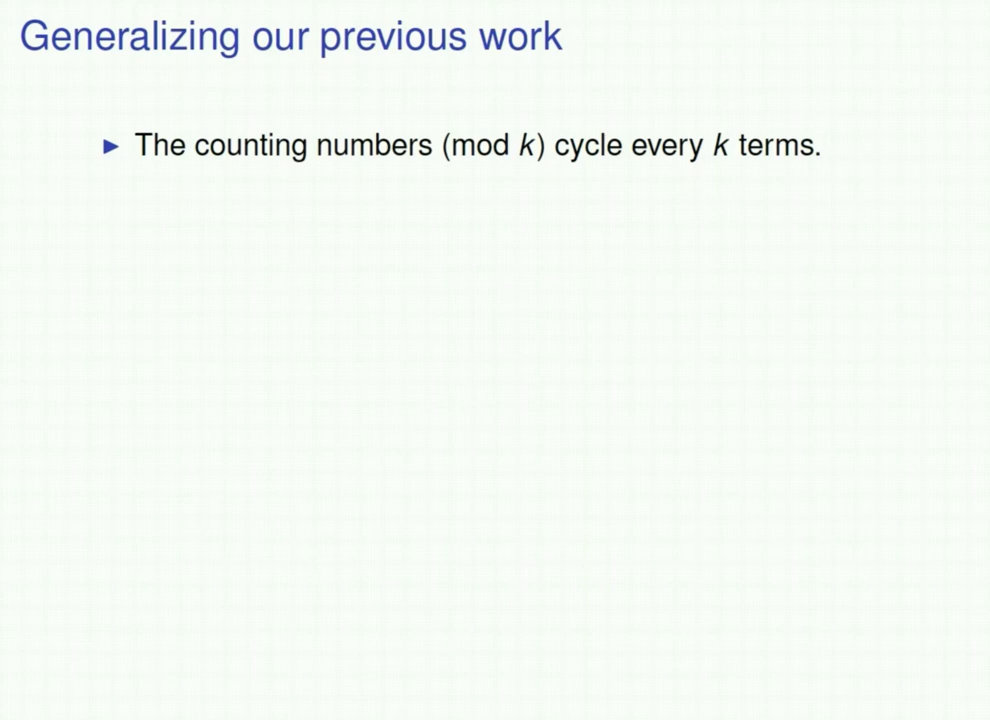 Generalizing our previous work
► The counting numbers (mod k) cycle every k terms.